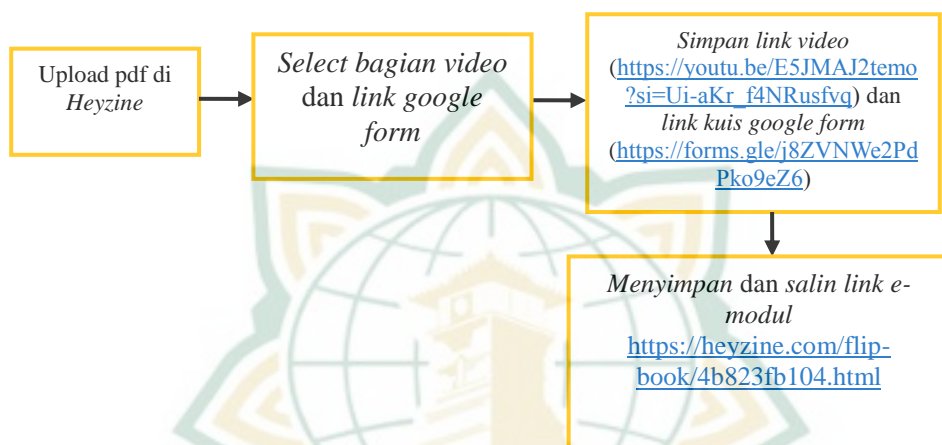 Upload pdf di
Heyzine
Select bagian video
dan link google
form
Simpan link video
(https://youtu.be/E5JMAJ2temo
?si=Ui-aKr_f4NRusfvq) dan
link kuis google form
(https://forms.gle/j8ZVNWe2Pd
Pko9eZ6)
Menyimpan dan salin link e-
modul
https://heyzine.com/flip-
book/4b823fb104.html